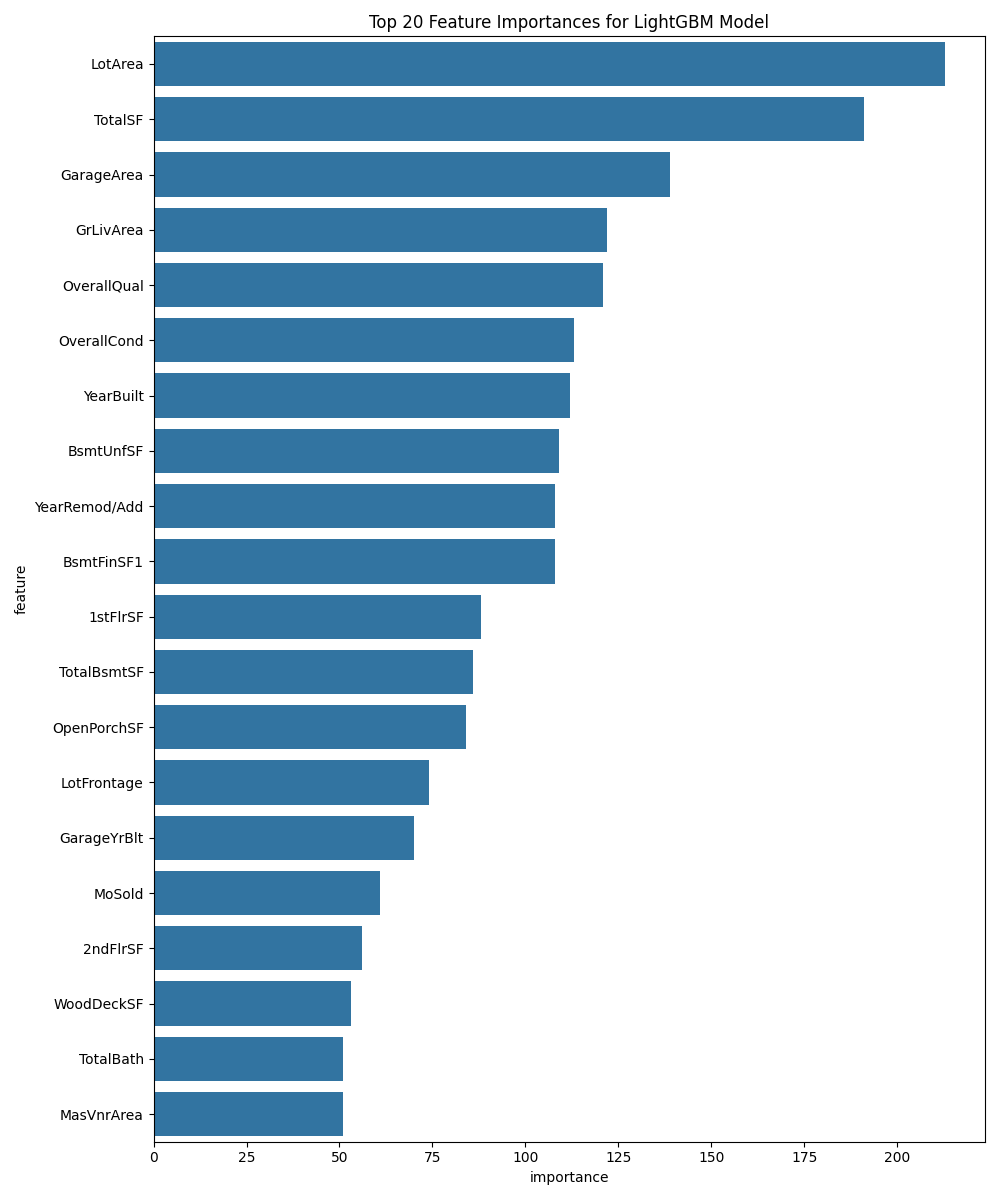 Top 20 Feature Importances for LightGBM Model
LotArea
TotalSF
GarageArea
GrLivArea
OverallQual
OverallCond
YearBuilt
BsmtUnfSF
YearRemod/Add
BsmtFinSF1
1stFlrSF
TotalBsmtSF
OpenPorchSF
LotFrontage
GarageYrBlt
MoSold
2ndFlrSF
WoodDeckSF
TotalBath
MasVnrArea
feature
0 25 50 75 100 125 150 175 200
importance